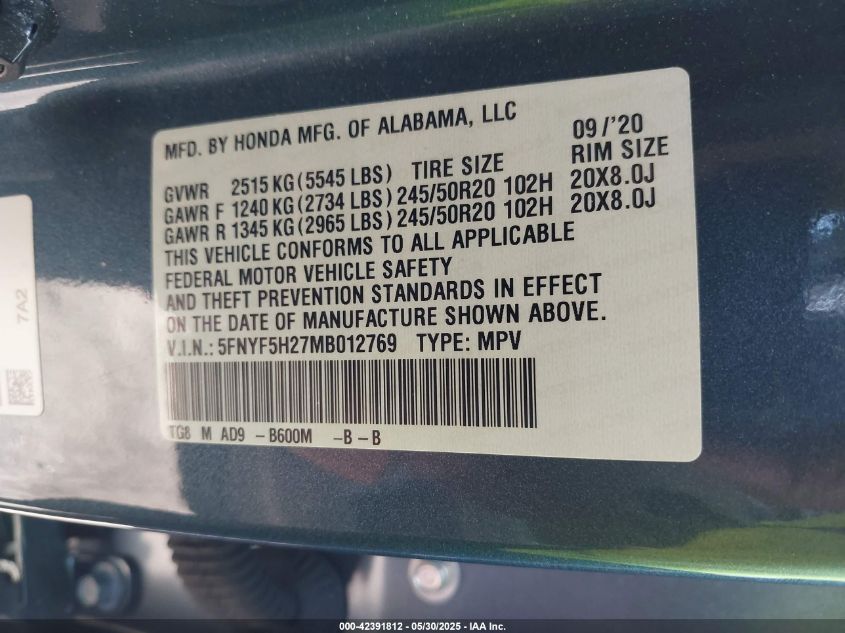 MFD. BY HONDA MFG. OF ALABAMA, LLC 09/'20
GVWR 2515 KG (5545 LBS) TIRE SIZE RIM SIZE
GAWR F 1240 KG (2734 LBS) 245/50R20 102H 20X8.0J
GAWR R 1345 KG (2965 LBS) 245/50R20 102H 20X8.0J
THIS VEHICLE CONFORMS TO ALL APPLICABLE
FEDERAL MOTOR VEHICLE SAFETY
AND THEFT PREVENTION STANDARDS IN EFFECT
ON THE DATE OF MANUFACTURE SHOWN ABOVE.
V.I.N.: 5FNYF5H27MB012769 TYPE: MPV
TG8 M AD9 -B600M -B-B
7A2
000-42391812 - 05/30/2025 - IAA Inc.